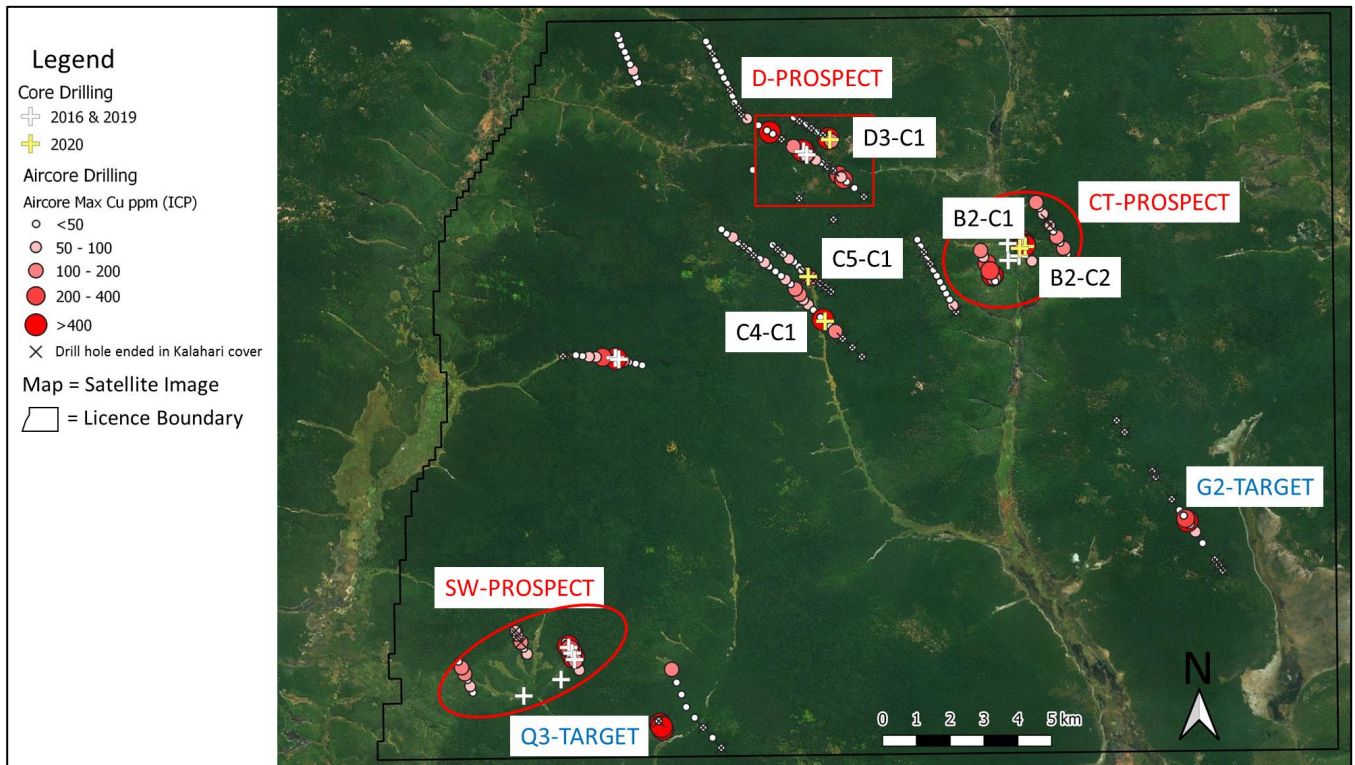 Legend
Core Drilling
2016 & 2019
2020
Aircore Drilling
Aircore Max Cu ppm (ICP)
<50
50 - 100
100 - 200
200 - 400
>400
Drill hole ended in Kalahari cover
Map = Satellite Image
= Licence Boundary
D-PROSPECT
D3-C1
B2-C1
CT-PROSPECT
C5-C1
B2-C2
C4-C1
G2-TARGET
SW-PROSPECT
Q3-TARGET
N
0 1 2 3 4 5 km